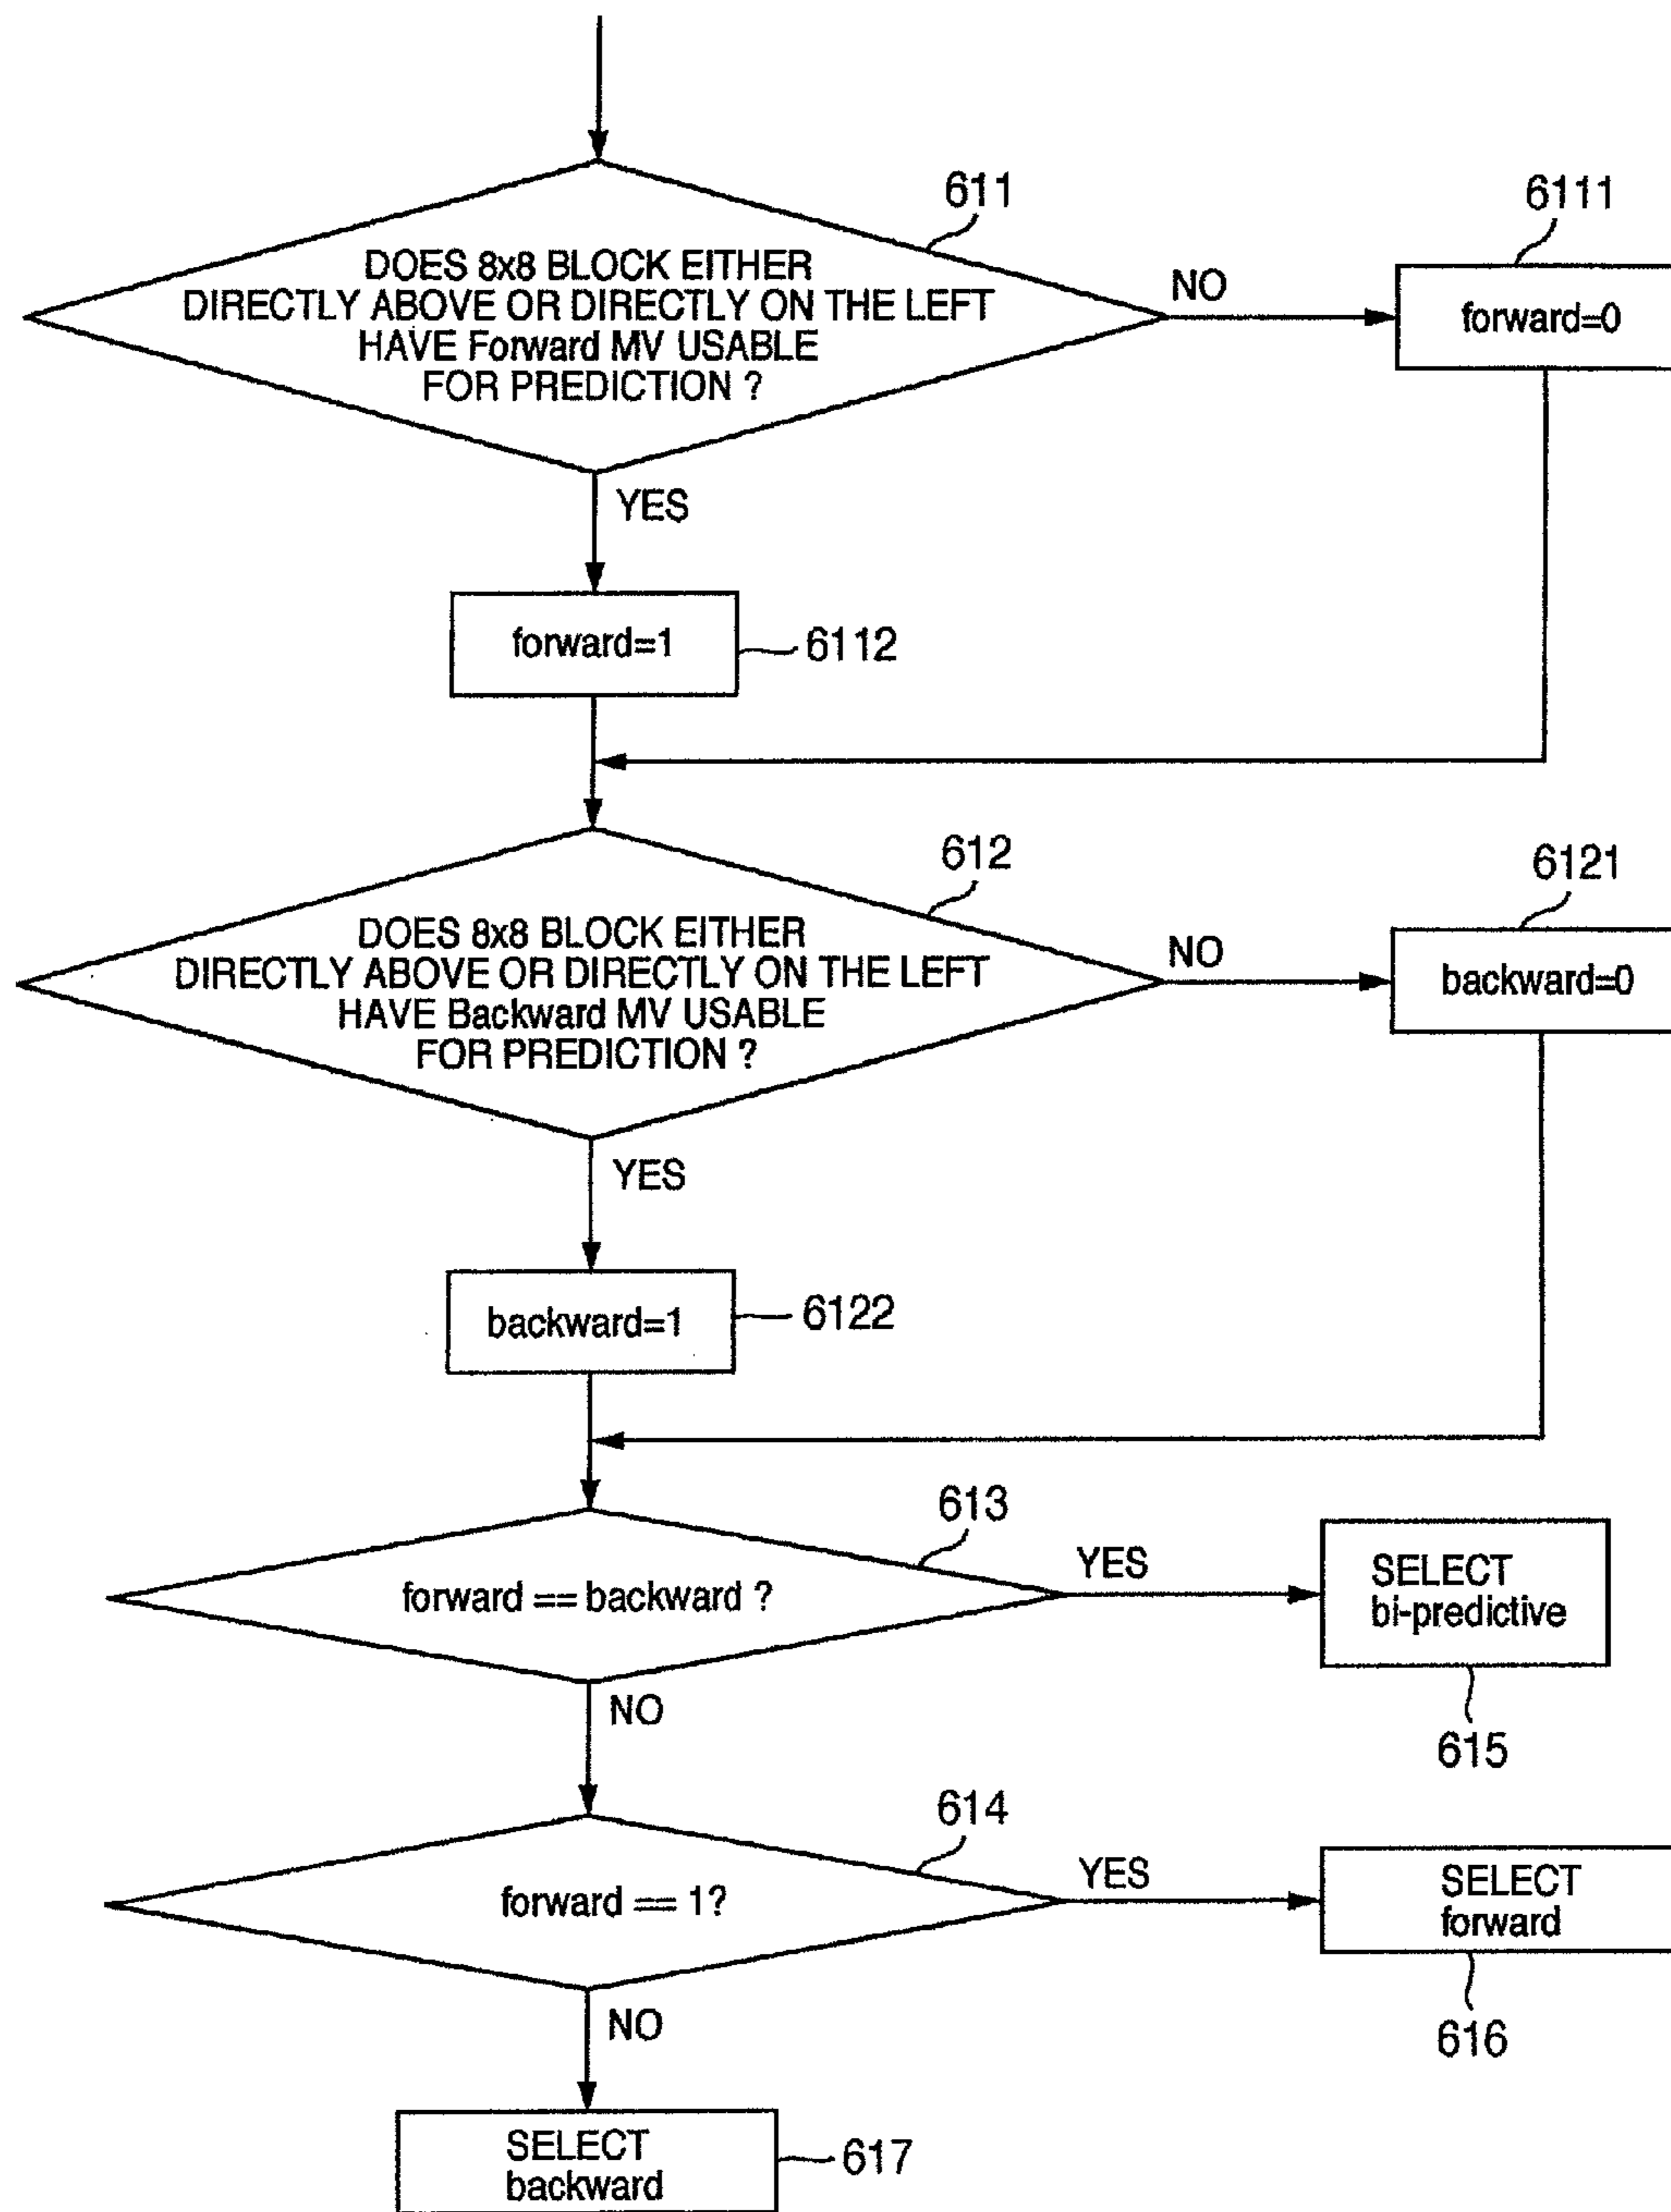 611
6111
DOES 8x8 BLOCK EITHER
DIRECTLY ABOVE OR DIRECTLY ON THE LEFT
HAVE Forward MV USABLE
FOR PREDICTION ?
NO
forward=0
YES
forward=1
6112
612
6121
DOES 8x8 BLOCK EITHER
DIRECTLY ABOVE OR DIRECTLY ON THE LEFT
HAVE Backward MV USABLE
FOR PREDICTION ?
NO
backward=0
YES
backward=1
6122
613
forward == backward ?
YES
SELECT
bi-predictive
615
NO
614
forward == 1?
YES
SELECT
forward
616
NO
SELECT
backward
617